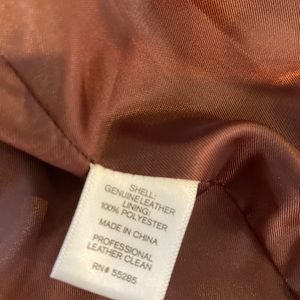 SHELL:
GENUINE LEATHER
LINING:
100% POLYESTER
MADE IN CHINA
PROFESSIONAL
LEATHER CLEAN
RN# 55285